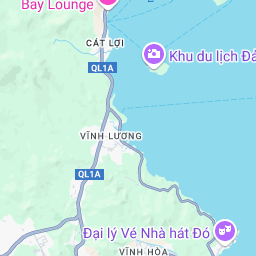 Bay Lounge
CÁT LỢI
Khu du lịch Đả
QL1A
VĨNH LƯƠNG
QL1A
Đại lý Vé Nhà hát Đó
VĨNH HÒA